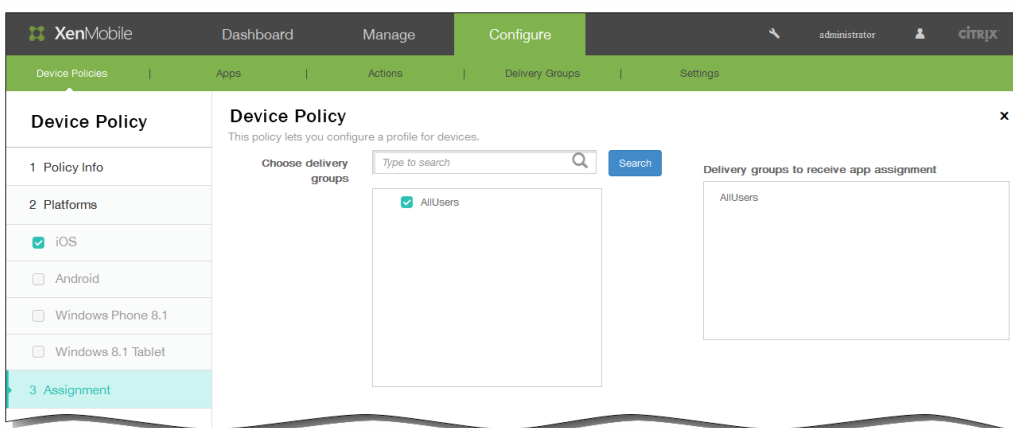 XenMobile Dashboard Manage Configure administrator CİTRIX
Device Policies | Apps | Actions | Delivery Groups | Settings
Device Policy
1 Policy Info
2 Platforms
iOS
Android
Windows Phone 8.1
Windows 8.1 Tablet
3 Assignment
Device Policy x
This policy lets you configure a profile for devices.
Choose delivery
groups
Type to search
Search
AllUsers
Delivery groups to receive app assignment
AllUsers